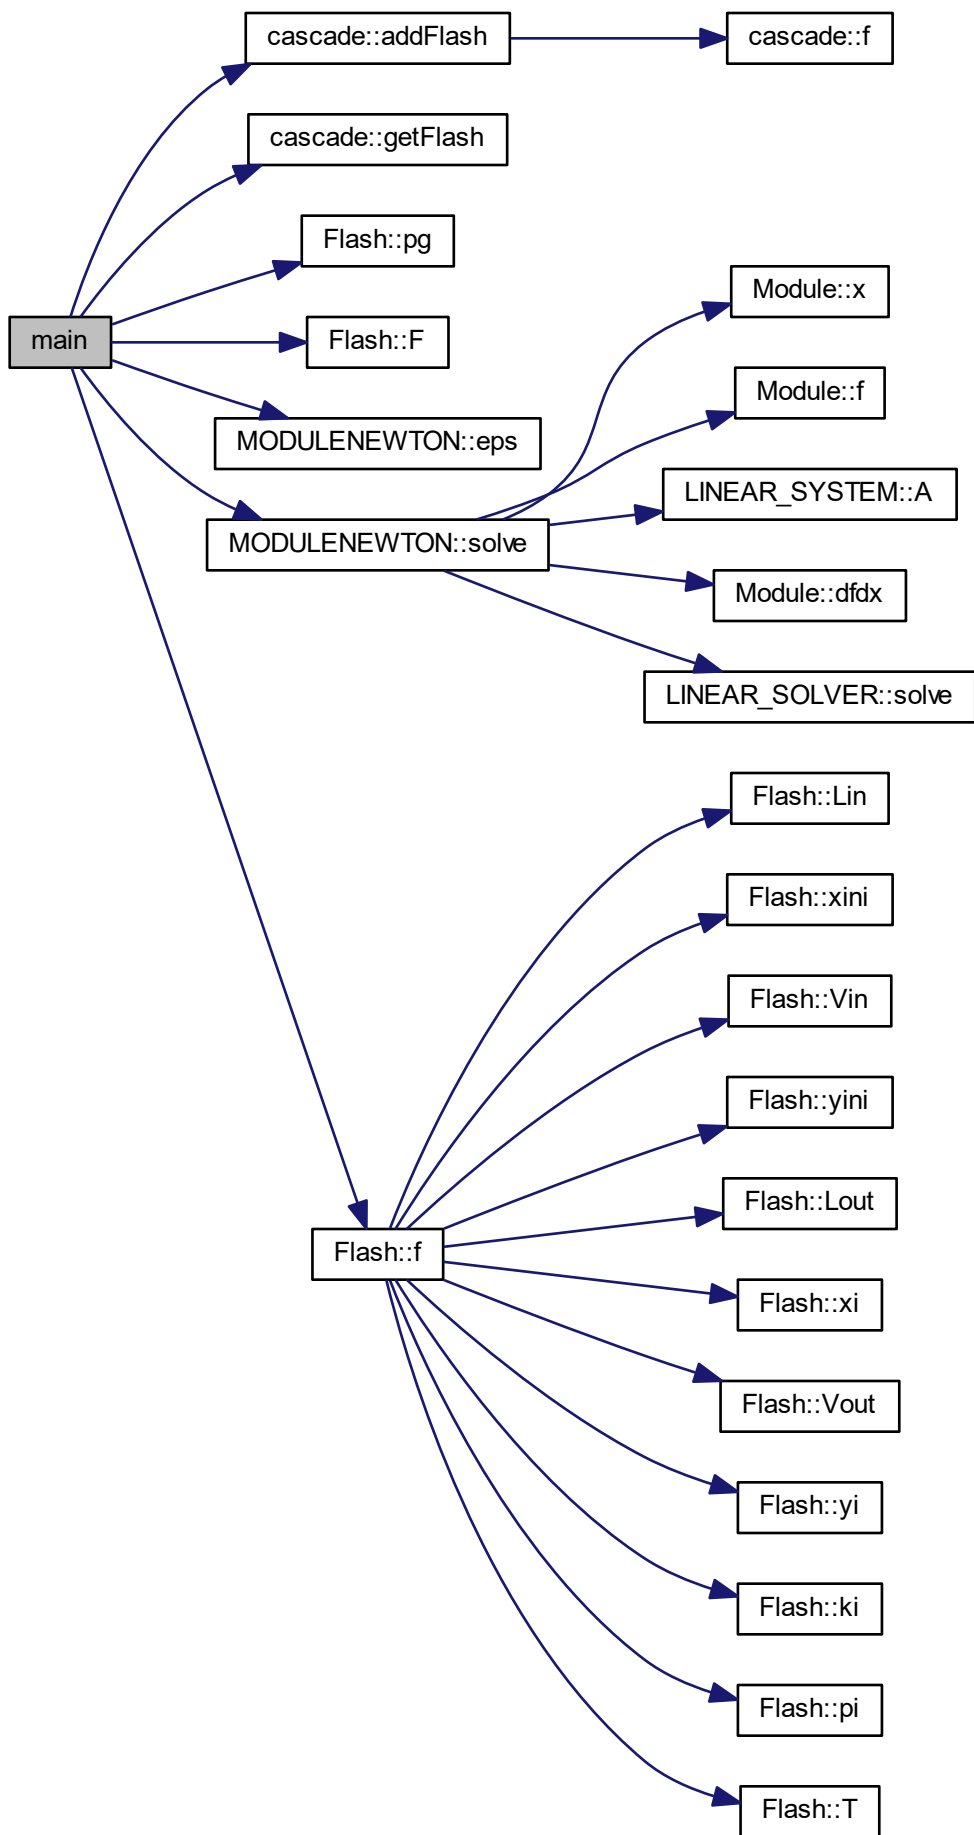 cascade::addFlash
cascade::f
cascade::getFlash
Flash::pg
Module::x
main
Flash::F
Module::f
MODULENEWTON::eps
LINEAR_SYSTEM::A
MODULENEWTON::solve
Module::dfdx
LINEAR_SOLVER::solve
Flash::Lin
Flash::xini
Flash::Vin
Flash::yini
Flash::Lout
Flash::f
Flash::xi
Flash::Vout
Flash::yi
Flash::ki
Flash::pi
Flash::T